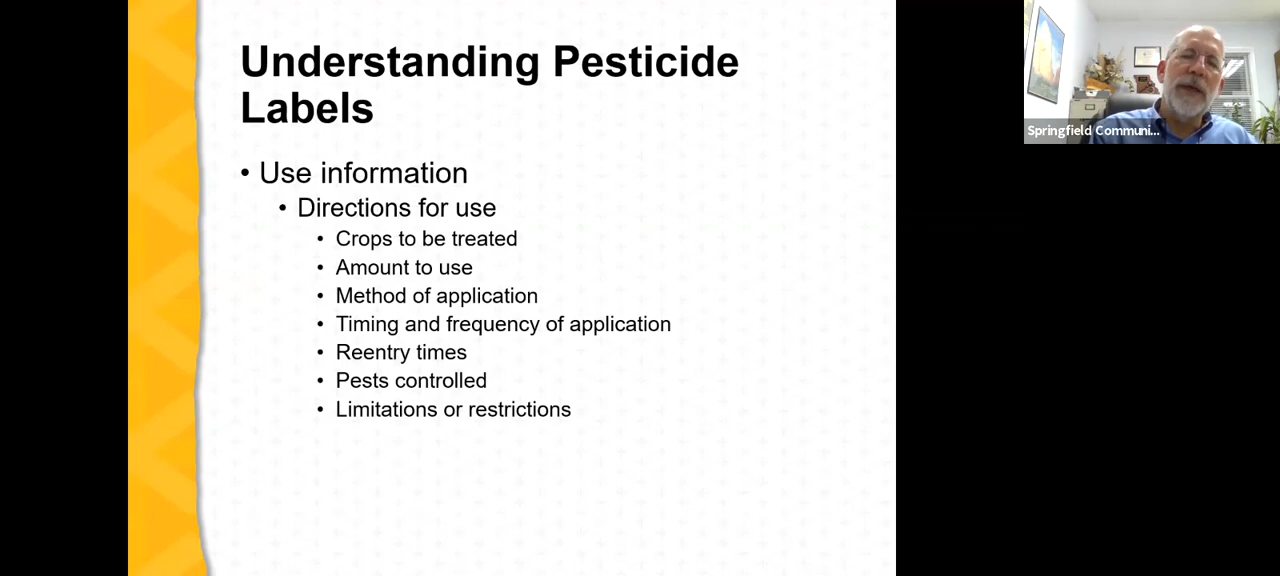 Understanding Pesticide
Labels
• Use information
• Directions for use
• Crops to be treated
• Amount to use
• Method of application
• Timing and frequency of application
• Reentry times
• Pests controlled
• Limitations or restrictions
Springfield Communi...